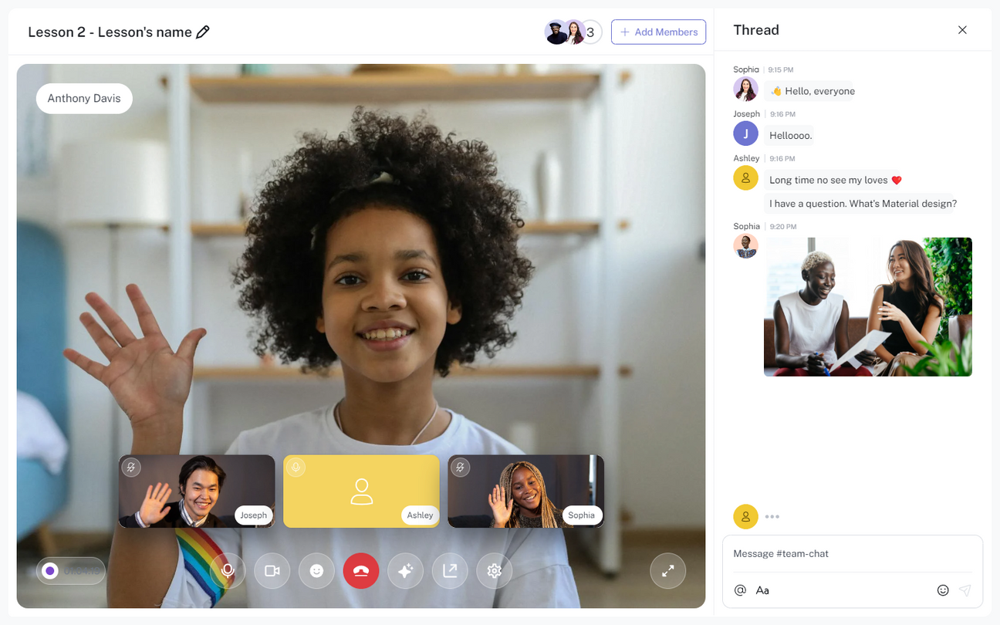 Lesson 2 - Lesson's name
3
Add Members
Anthony Davis
Joseph
Ashley
Sophia
Thread
Sophia
9:15 PM
👋 Hello, everyone
Joseph
9:16 PM
J
Helloooo.
Ashley
9:16 PM
Long time no see my loves ❤️
I have a question. What's Material design?
Sophia
9:20 PM
Message #team-chat
@ Aa